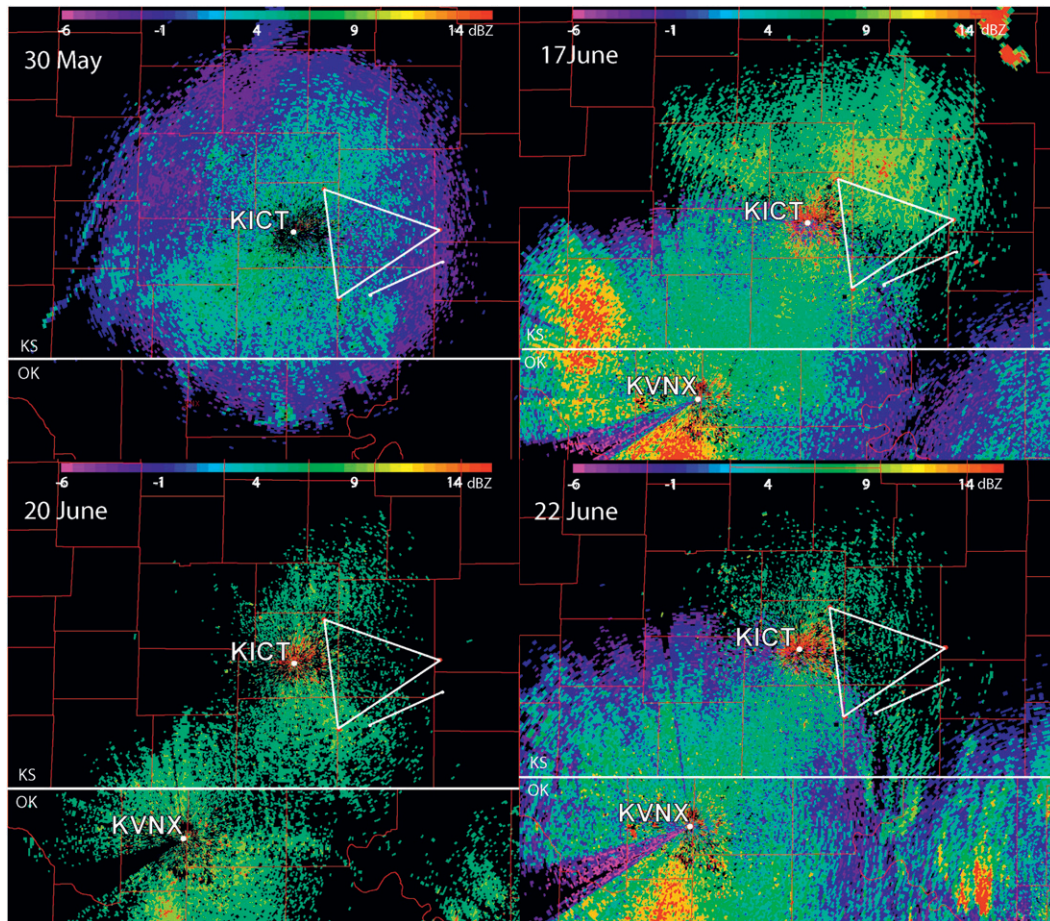 -6 -1 4 9 14 dBZ
30 May
KICT
KS
OK
-6 -1 4 9 14 dBZ
17June
KICT
KS
OK
KVNX
-6 -1 4 9 14 dBZ
20 June
KICT
KS
OK
KVNX
-6 -1 4 9 14 dBZ
22 June
KICT
KS
OK
KVNX